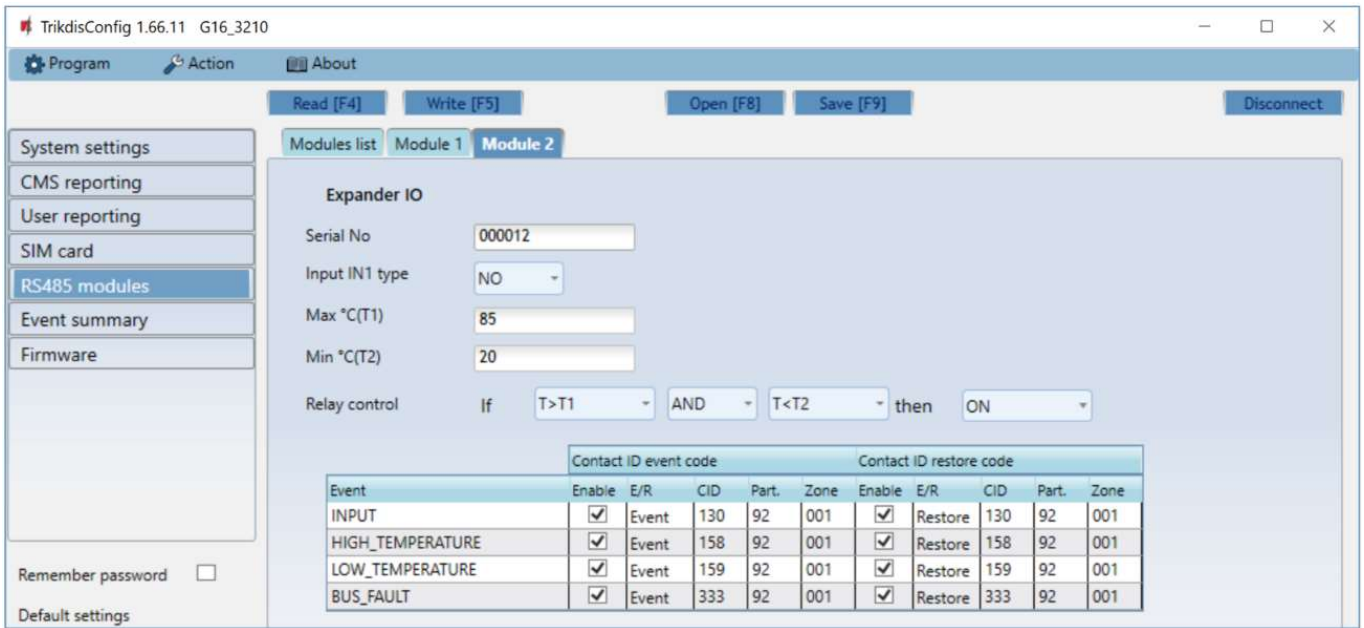 TrikdisConfig 1.66.11 G16_3210
Program Action About
Read [F4] Write [F5] Open [F8] Save [F9] Disconnect
System settings
CMS reporting
User reporting
SIM card
RS485 modules
Event summary
Firmware
Remember password
Default settings
Modules list Module 1 Module 2
Expander IO
Serial No 000012
Input IN1 type NO
Max °C(T1) 85
Min °C(T2) 20
Relay control If T>T1 AND T<T2 then ON
Contact ID event code Contact ID restore code
Event Enable E/R CID Part. Zone Enable E/R CID Part. Zone
INPUT Event 130 92 001 Restore 130 92 001
HIGH_TEMPERATURE Event 158 92 001 Restore 158 92 001
LOW_TEMPERATURE Event 159 92 001 Restore 159 92 001
BUS_FAULT Event 333 92 001 Restore 333 92 001